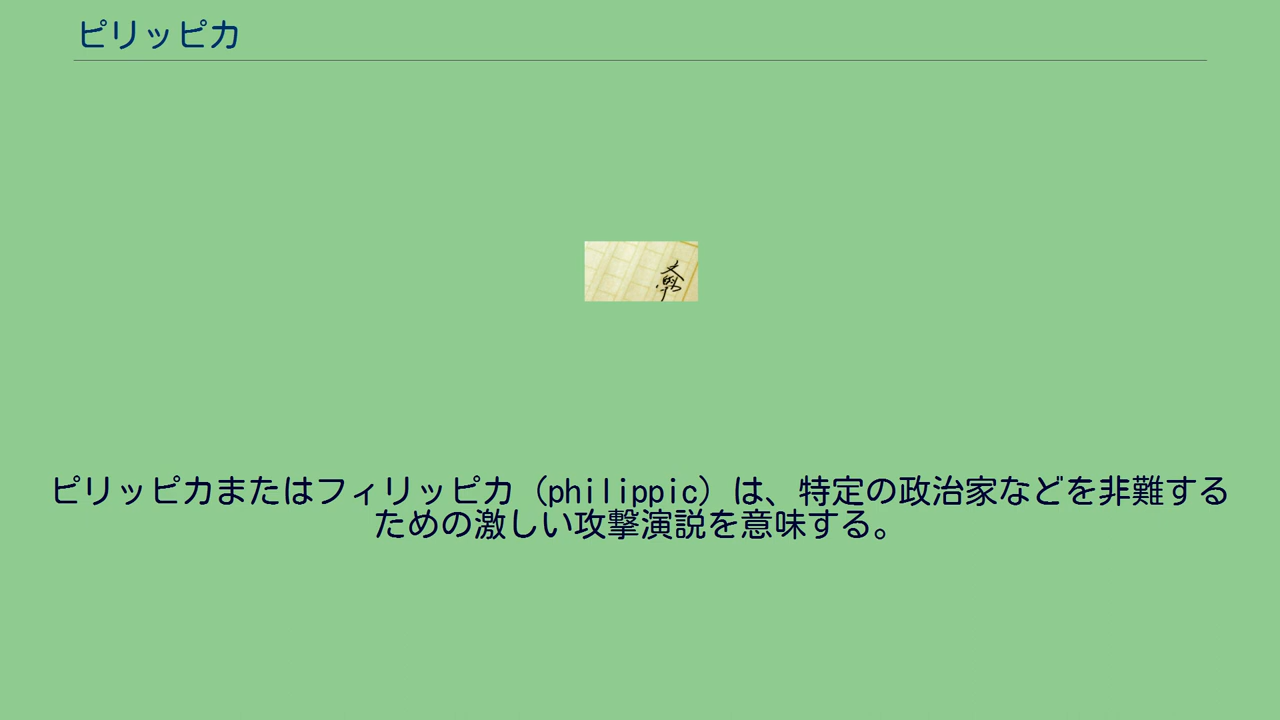 ピリッピカ
ピリッピカまたはフィリッピカ（philippic）は、特定の政治家などを非難する
ための激しい攻撃演説を意味する。